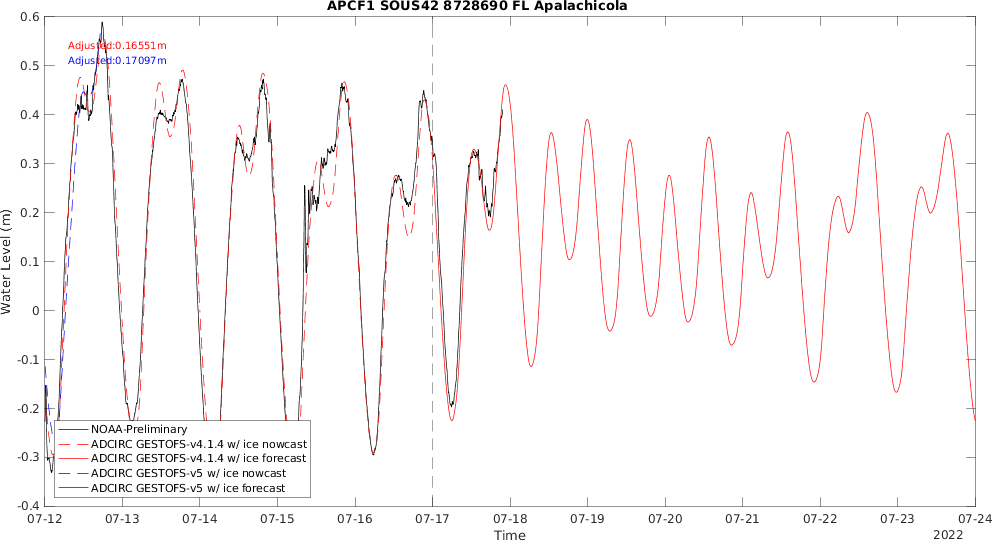 APCF1 SOUS42 8728690 FL Apalachicola
0.6
0.5
0.4
0.3
0.2
0.1
0
-0.1
-0.2
-0.3
-0.4
Water Level (m)
Adjusted:0.16551m
Adjusted:0.17097m
NOAA-Preliminary
ADCIRC GESTOFS-v4.1.4 w/ ice nowcast
ADCIRC GESTOFS-v4.1.4 w/ ice forecast
ADCIRC GESTOFS-v5 w/ ice nowcast
ADCIRC GESTOFS-v5 w/ ice forecast
07-12 07-13 07-14 07-15 07-16 07-17 07-18 07-19 07-20 07-21 07-22 07-23 07-24
Time
2022